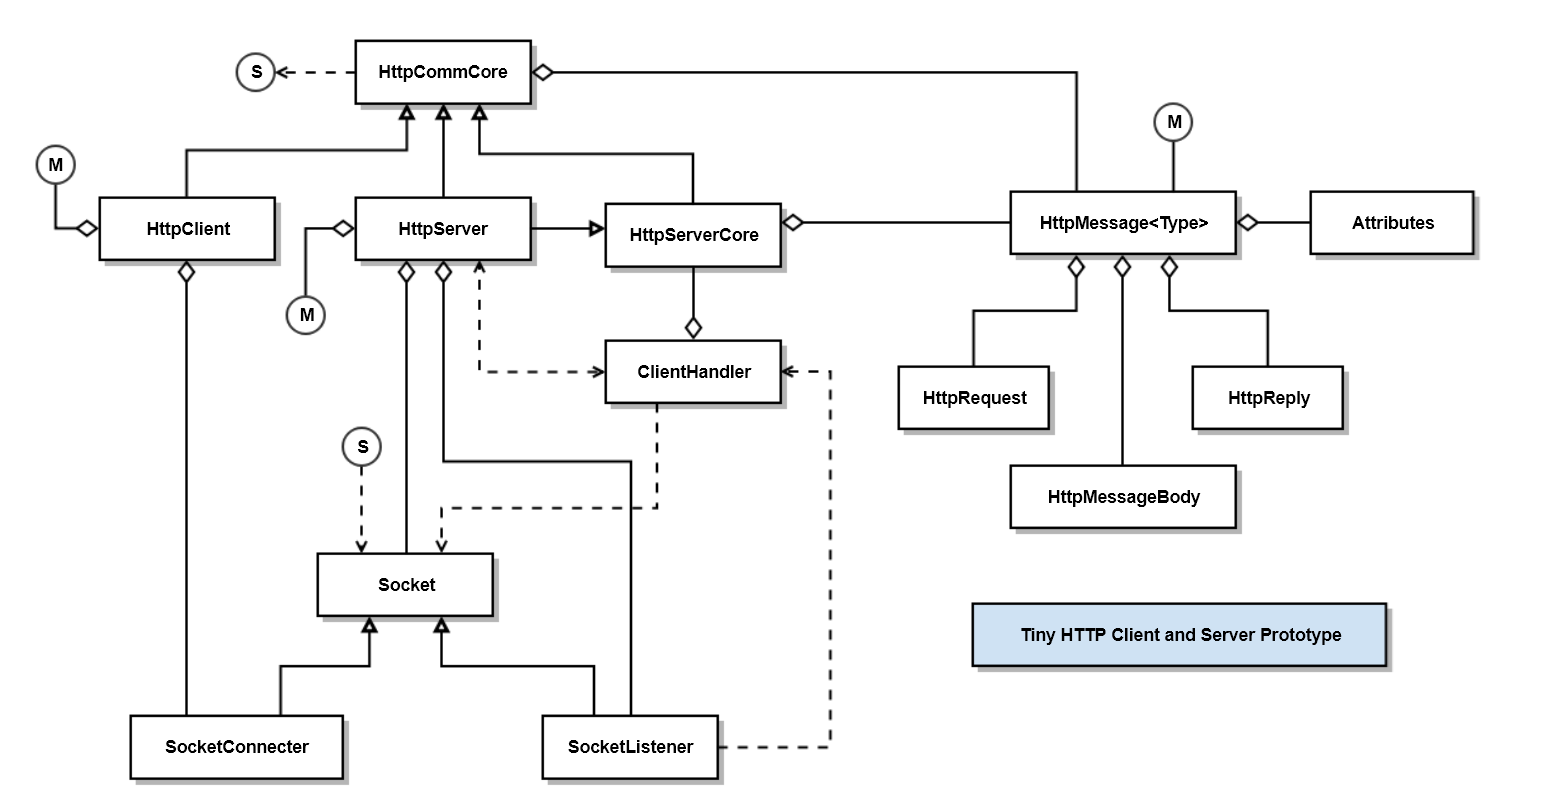 S
HttpCommCore
M
M
HttpClient
HttpServer
HttpServerCore
HttpMessage<Type>
Attributes
M
ClientHandler
HttpRequest
HttpReply
S
HttpMessageBody
Socket
Tiny HTTP Client and Server Prototype
SocketConnecter
SocketListener